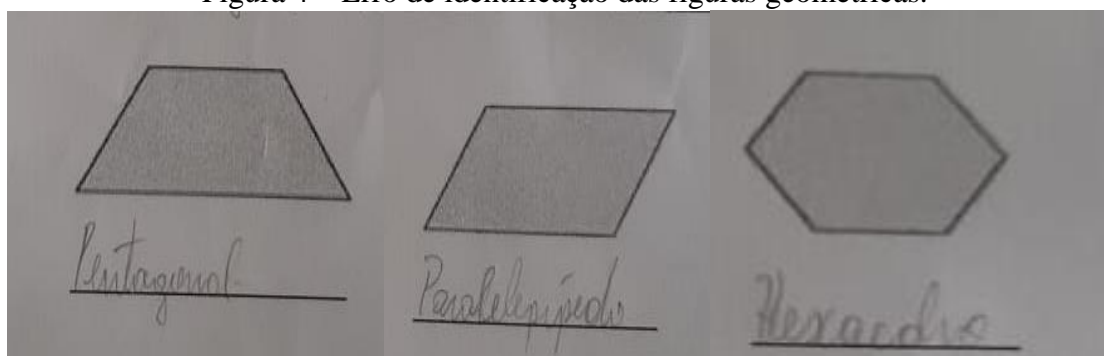 Figura 4 – Erro de identificação das figuras geométricas.
Pentagonal
Paralelepípedo
Hexaedro